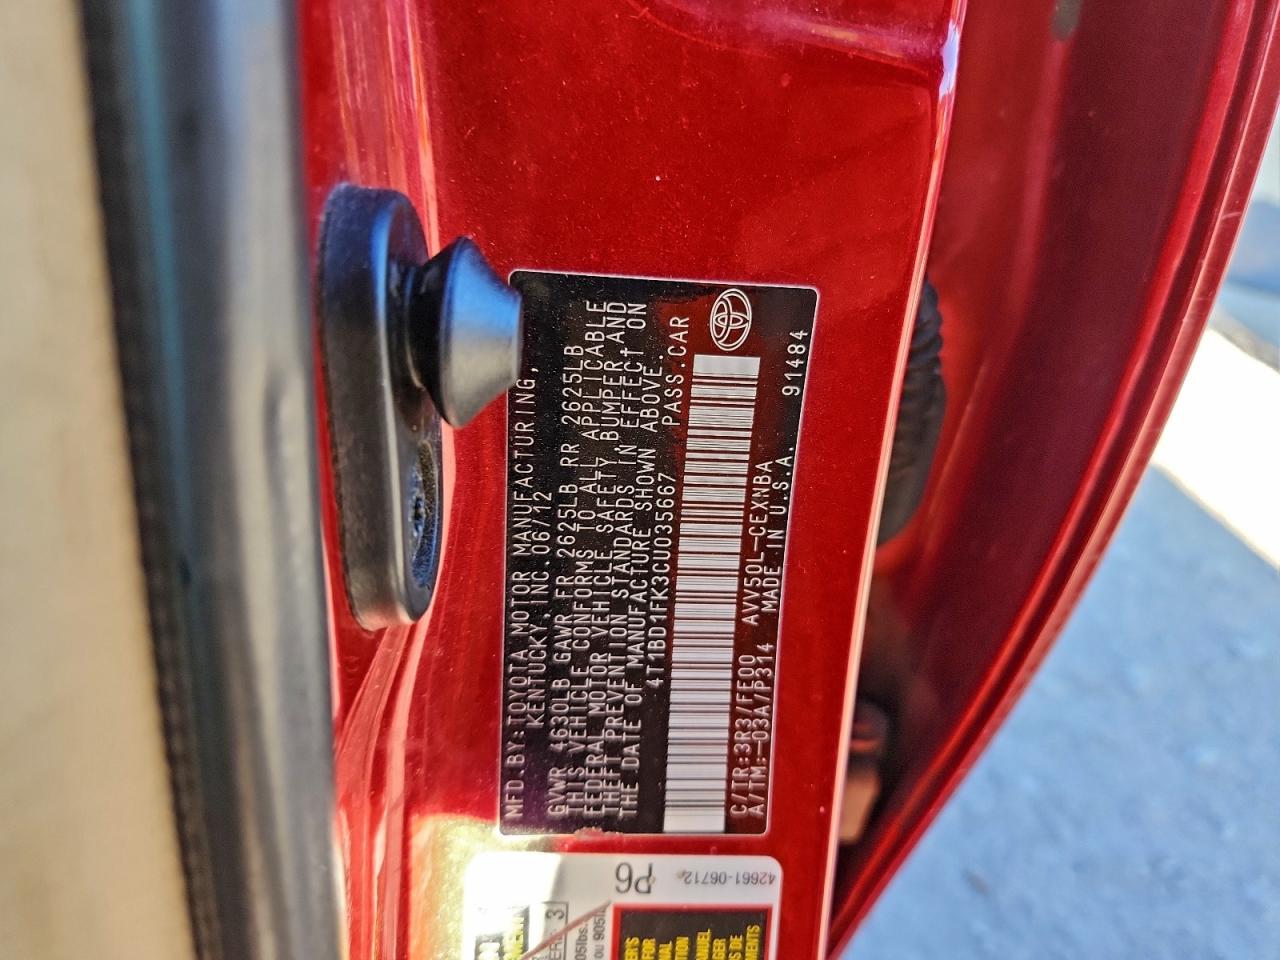 MFD.BY:TOYOTA MOTOR MANUFACTURING,
KENTUCKY, INC. 06/12
GVWR 4630LB GAWR FR 2625LB RR 2625LB
THIS VEHICLE CONFORMS TO ALL APPLICABLE
FEDERAL MOTOR VEHICLE SAFETY, BUMPER, AND
THEFT PREVENTION STANDARDS IN EFFECT ON
THE DATE OF MANUFACTURE SHOWN ABOVE.
4T1BD1FK3CU035667 PASS.CAR
C/TR:3R3/FE00 AVV50L-CEXNBA 91484
A/TM:-03A/P314 MADE IN U.S.A.
P6
42661-06712
3
ou 905